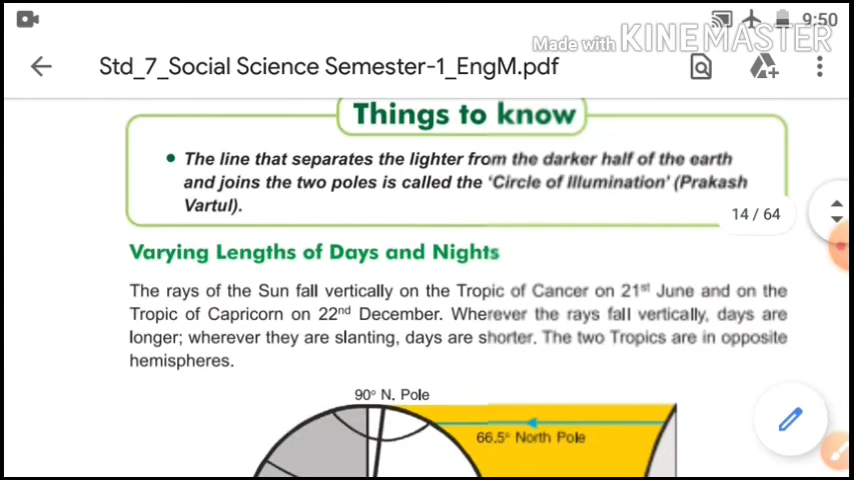 9:50
Made with KINEMASTER
Std_7_Social Science Semester-1_EngM.pdf
Things to know
• The line that separates the lighter from the darker half of the earth
and joins the two poles is called the ‘Circle of Illumination’ (Prakash
Vartul).
14 / 64
Varying Lengths of Days and Nights
The rays of the Sun fall vertically on the Tropic of Cancer on 21st June and on the
Tropic of Capricorn on 22nd December. Wherever the rays fall vertically, days are
longer; wherever they are slanting, days are shorter. The two Tropics are in opposite
hemispheres.
90° N. Pole
66.5° North Pole